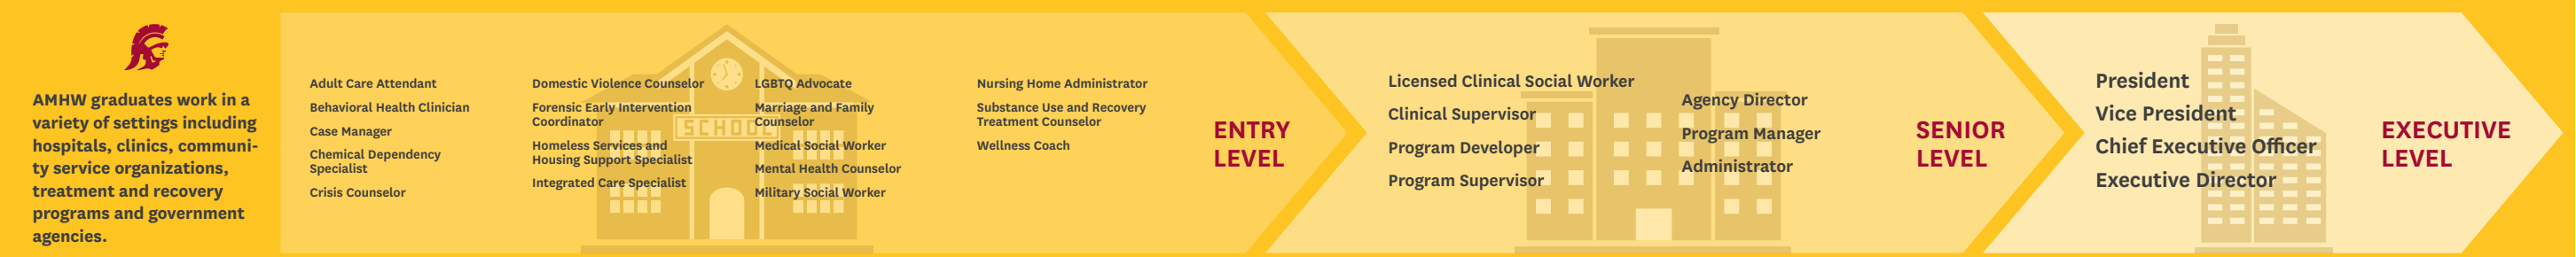 AMHW graduates work in a
variety of settings including
hospitals, clinics, communi-
ty service organizations,
treatment and recovery
programs and government
agencies.
Adult Care Attendant
Behavioral Health Clinician
Case Manager
Chemical Dependency
Specialist
Crisis Counselor
Domestic Violence Counselor
Forensic Early Intervention
Coordinator
Homeless Services and
Housing Support Specialist
Integrated Care Specialist
SCHOOL
LGBTQ Advocate
Marriage and Family
Counselor
Medical Social Worker
Mental Health Counselor
Military Social Worker
Nursing Home Administrator
Substance Use and Recovery
Treatment Counselor
Wellness Coach
ENTRY
LEVEL
Licensed Clinical Social Worker
Clinical Supervisor
Program Developer
Program Supervisor
Agency Director
Program Manager
Administrator
SENIOR
LEVEL
President
Vice President
Chief Executive Officer
Executive Director
EXECUTIVE
LEVEL